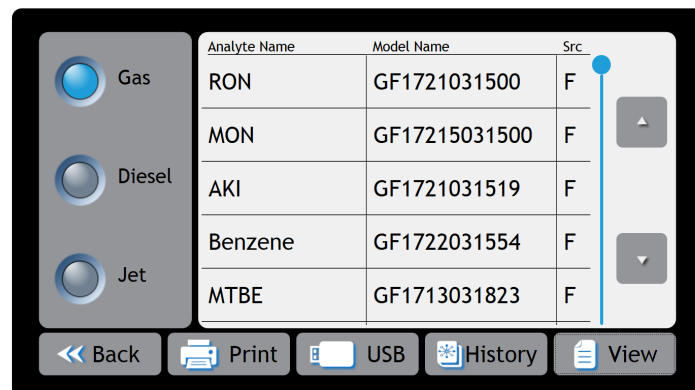 Gas
Diesel
Jet
Analyte Name Model Name Src
RON GF1721031500 F
MON GF17215031500 F
AKI GF1721031519 F
Benzene GF1722031554 F
MTBE GF1713031823 F
Back Print USB History View